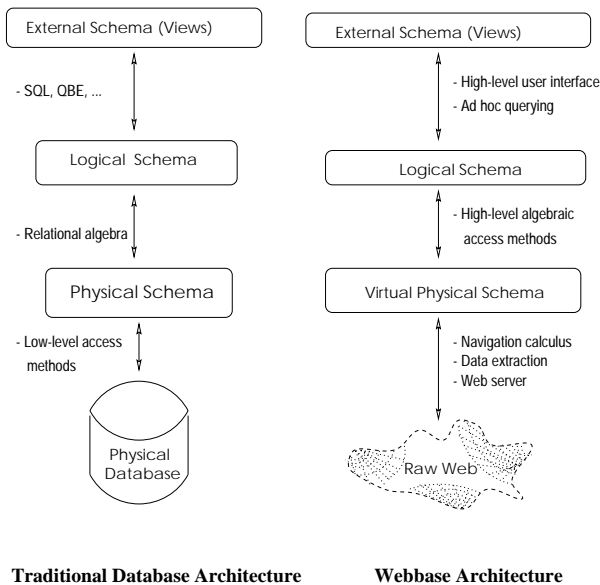 External Schema (Views)
- SQL, QBE, ...
Logical Schema
- Relational algebra
Physical Schema
- Low-level access
methods
Physical
Database
Traditional Database Architecture
External Schema (Views)
- High-level user interface
- Ad hoc querying
Logical Schema
- High-level algebraic
access methods
Virtual Physical Schema
- Navigation calculus
- Data extraction
- Web server
Raw Web
Webbase Architecture